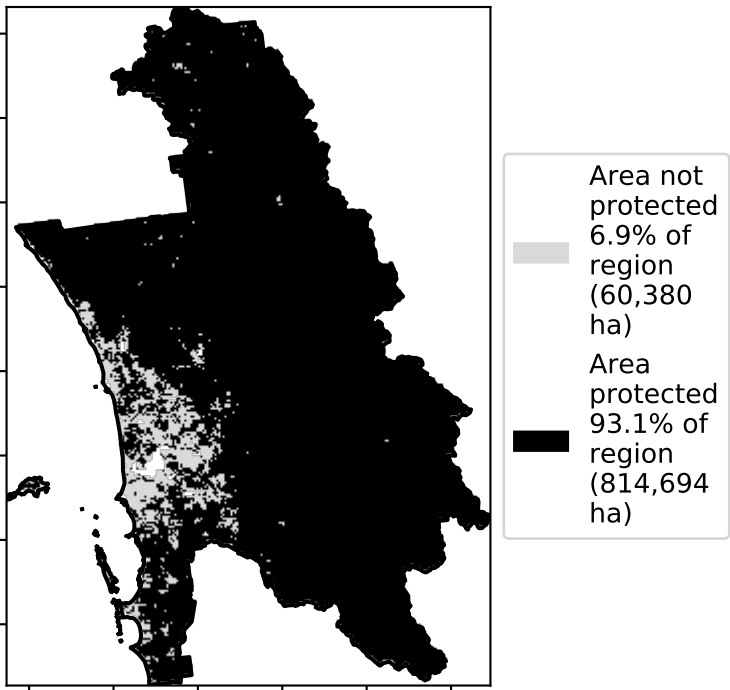 Area not
protected
6.9% of
region
(60,380
ha)
Area
protected
93.1% of
region
(814,694
ha)